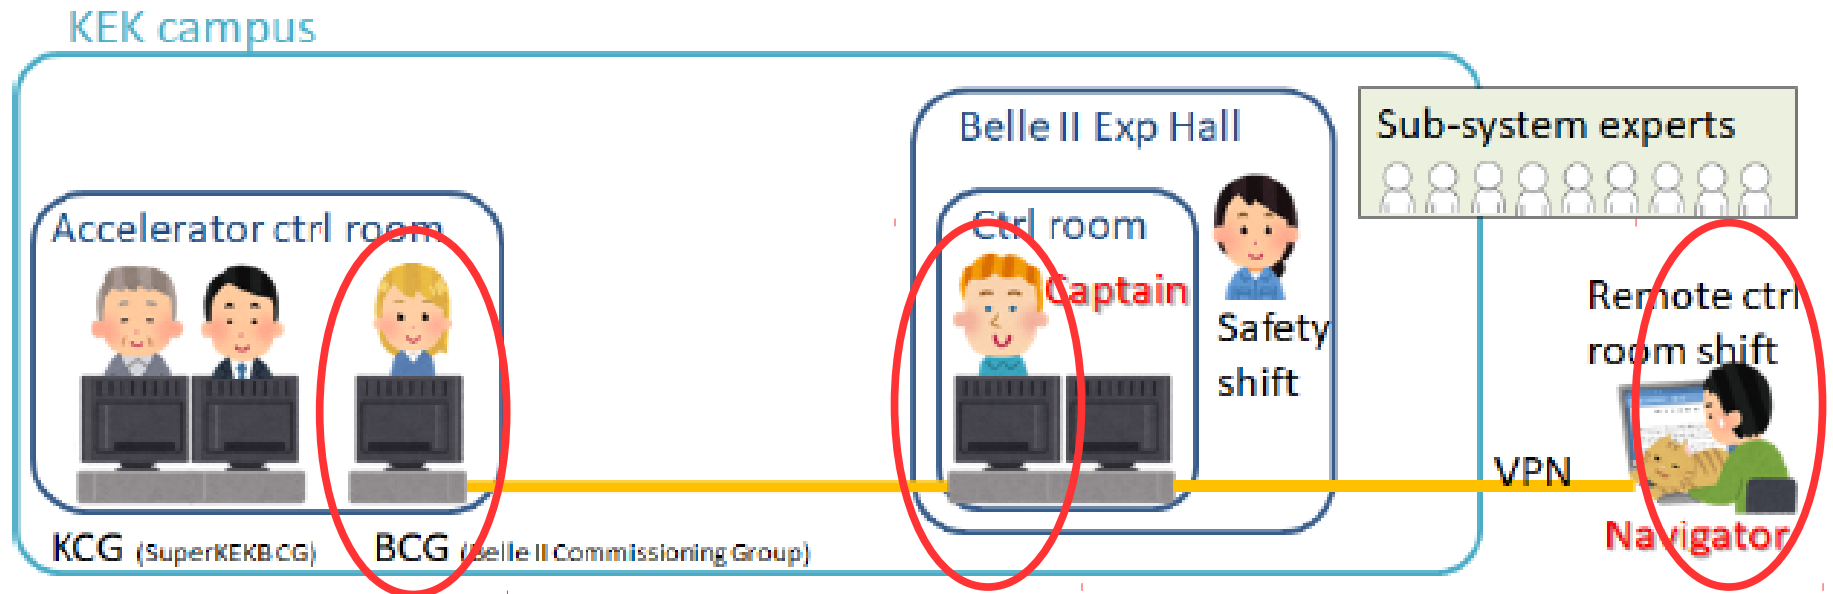 KEK campus
Belle II Exp Hall
Sub-system experts
Accelerator ctrl room
Ctrl room
Captain
Safety
shift
Remote ctrl
room shift
VPN
Navigator
KCG (SuperKEKB CG)
BCG (Belle II Commissioning Group)